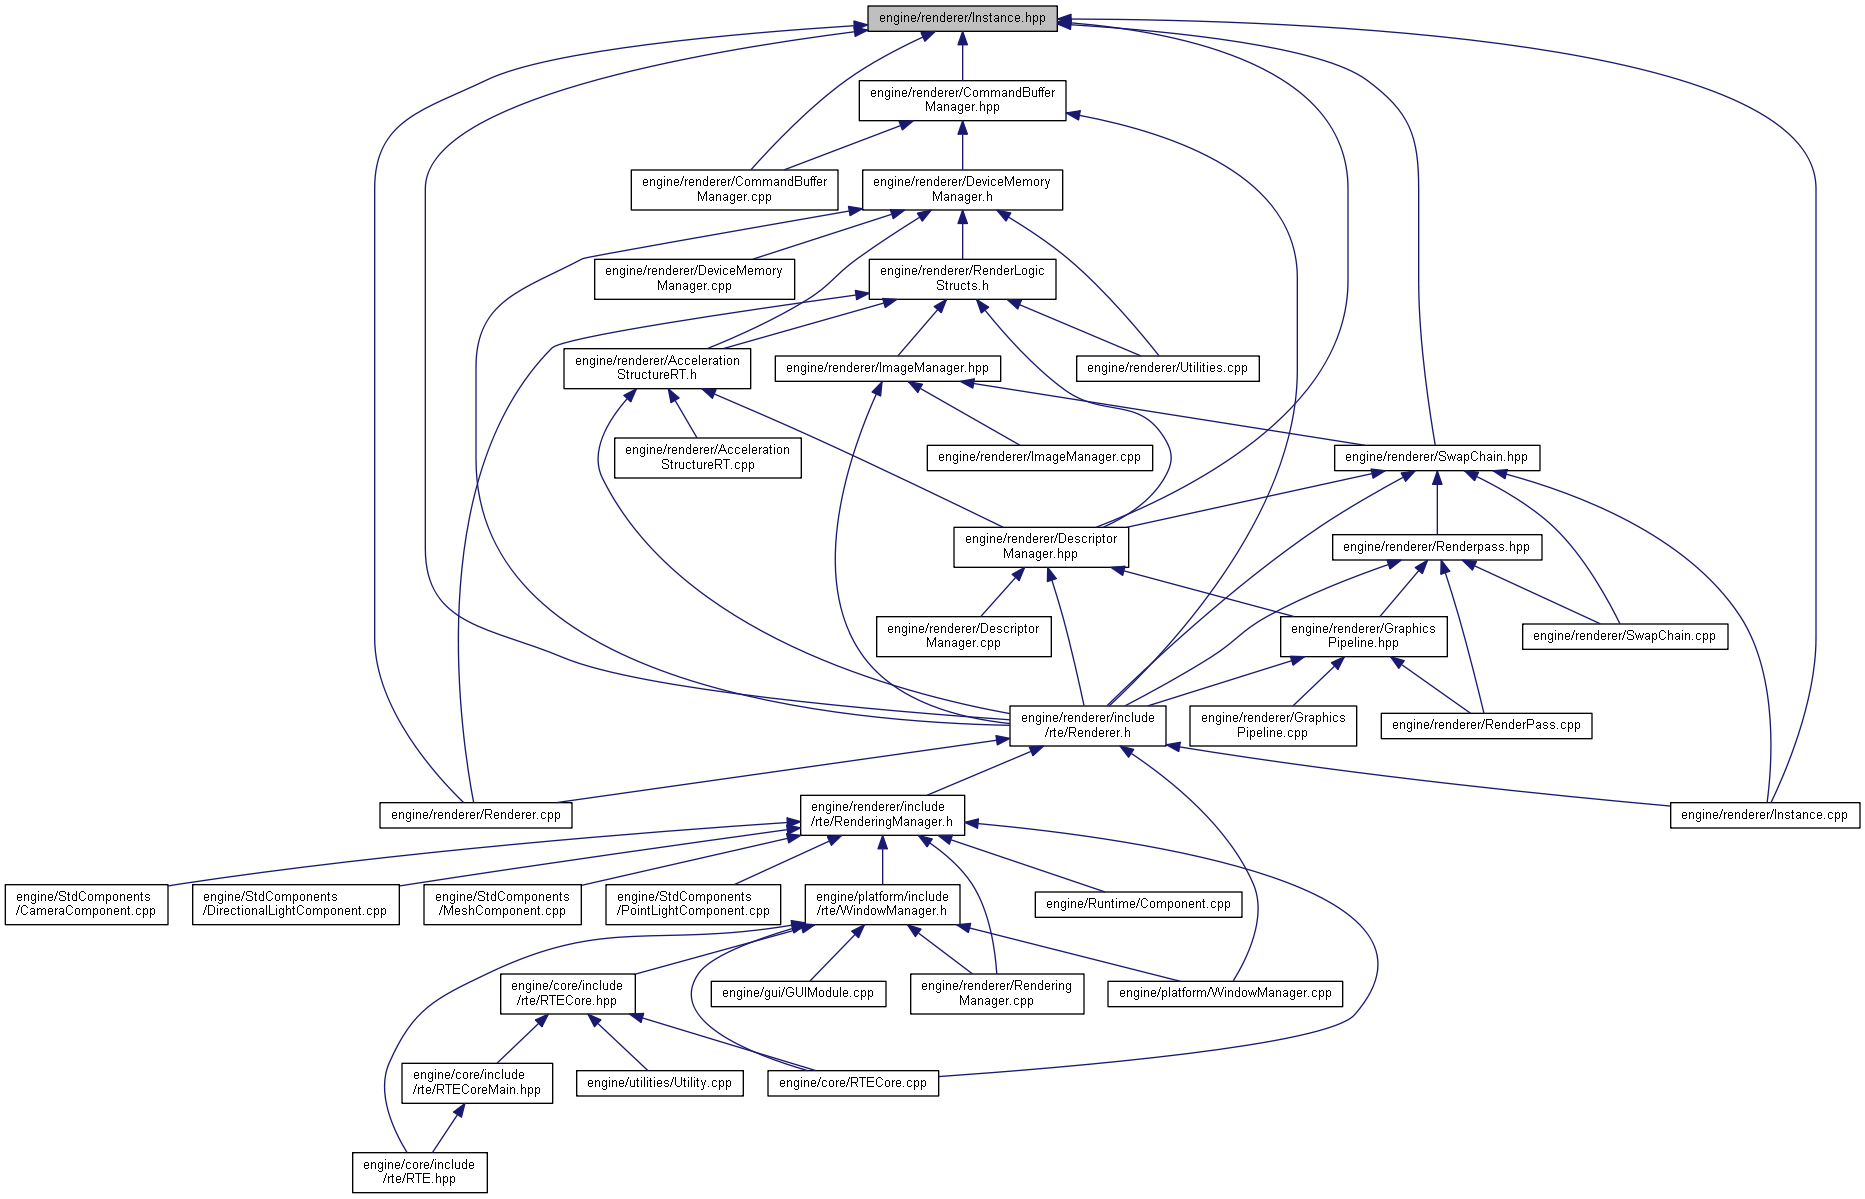 engine/renderer/Instance.hpp
engine/renderer/CommandBuffer
Manager.hpp
engine/renderer/CommandBuffer
Manager.cpp
engine/renderer/DeviceMemory
Manager.h
engine/renderer/DeviceMemory
Manager.cpp
engine/renderer/RenderLogic
Structs.h
engine/renderer/Acceleration
StructureRT.h
engine/renderer/ImageManager.hpp
engine/renderer/Utilities.cpp
engine/renderer/Acceleration
StructureRT.cpp
engine/renderer/ImageManager.cpp
engine/renderer/SwapChain.hpp
engine/renderer/Descriptor
Manager.hpp
engine/renderer/Renderpass.hpp
engine/renderer/Descriptor
Manager.cpp
engine/renderer/Graphics
Pipeline.hpp
engine/renderer/SwapChain.cpp
engine/renderer/include
/rte/Renderer.h
engine/renderer/Graphics
Pipeline.cpp
engine/renderer/RenderPass.cpp
engine/renderer/Renderer.cpp
engine/renderer/include
/rte/RenderingManager.h
engine/renderer/Instance.cpp
engine/StdComponents
/CameraComponent.cpp
engine/StdComponents
/DirectionalLightComponent.cpp
engine/StdComponents
/MeshComponent.cpp
engine/StdComponents
/PointLightComponent.cpp
engine/platform/include
/rte/WindowManager.h
engine/Runtime/Component.cpp
engine/core/include
/rte/RTECore.hpp
engine/gui/GUIModule.cpp
engine/renderer/Rendering
Manager.cpp
engine/platform/WindowManager.cpp
engine/core/include
/rte/RTECoreMain.hpp
engine/utilities/Utility.cpp
engine/core/RTECore.cpp
engine/core/include
/rte/RTE.hpp